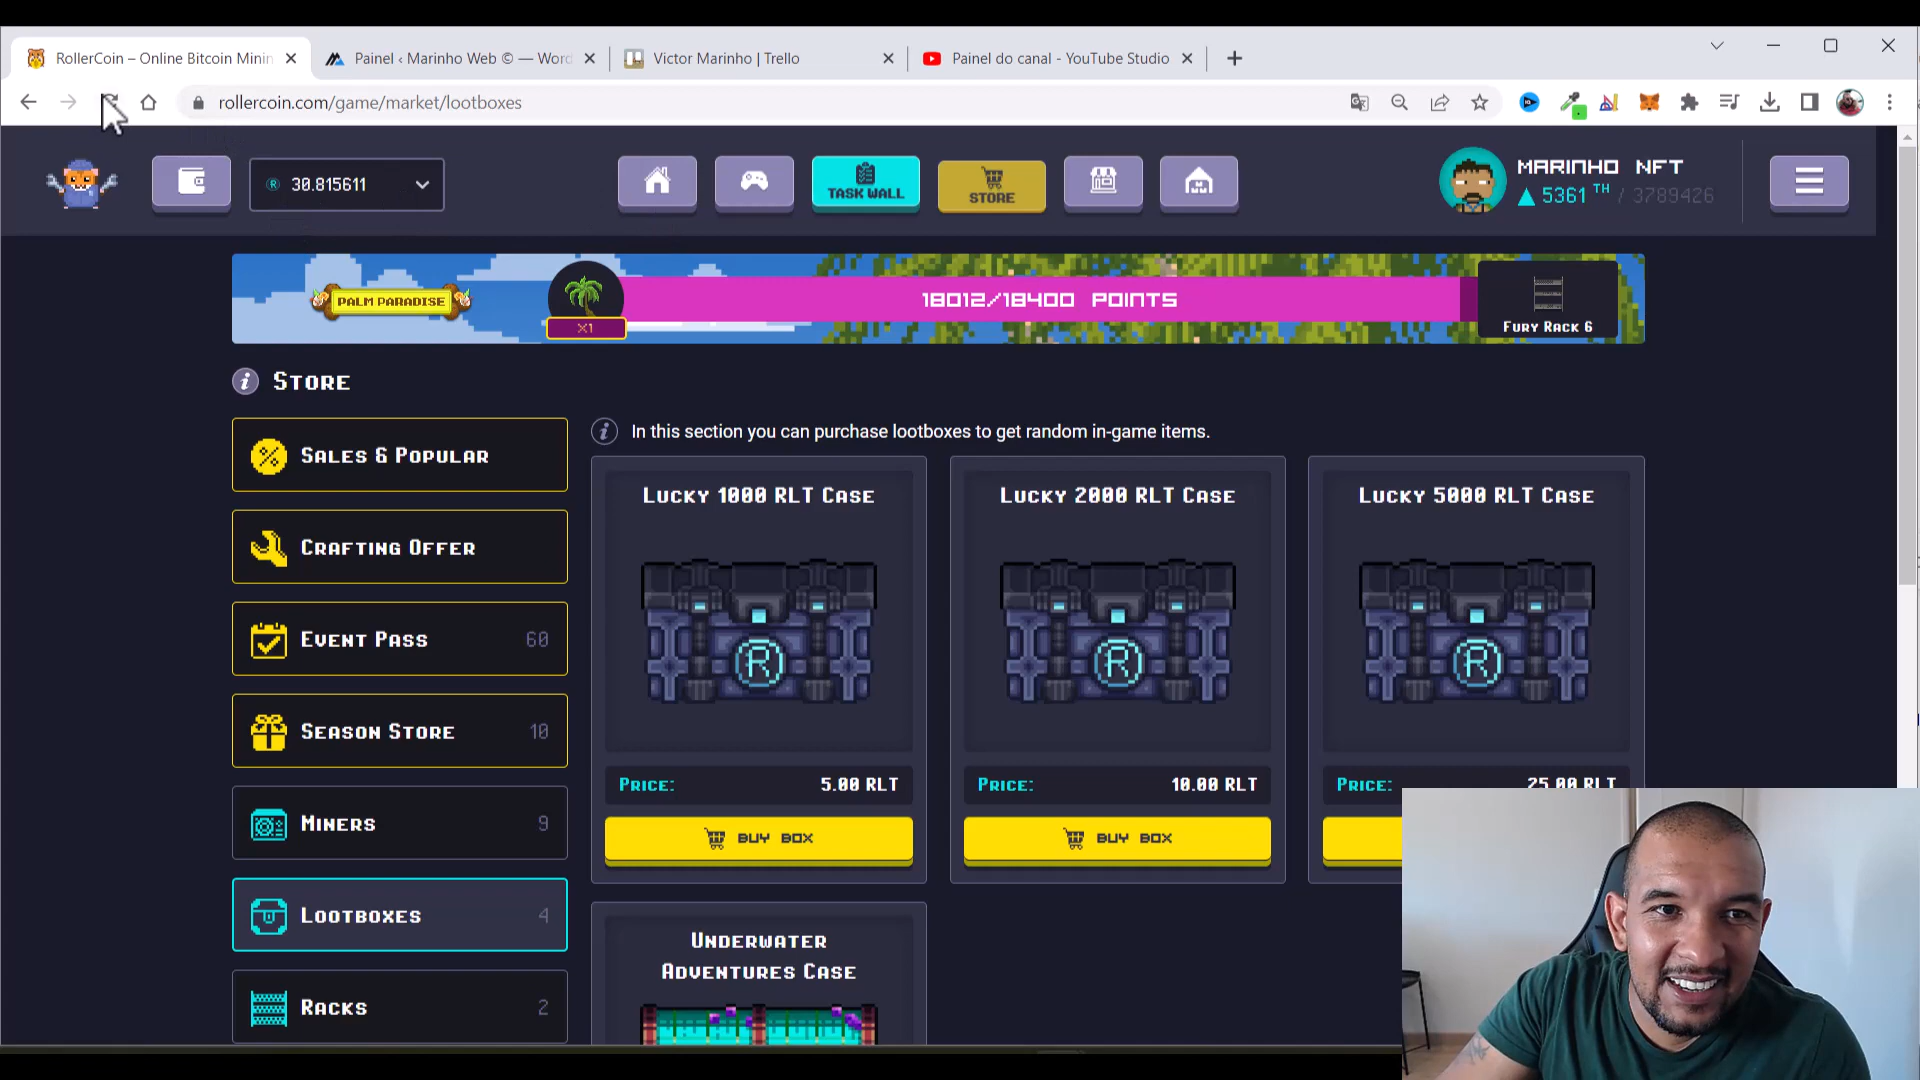 RollerCoin – Online Bitcoin Minin
Painel ‹ Marinho Web © — Word
Victor Marinho | Trello
Painel do canal - YouTube Studio
rollercoin.com/game/market/lootboxes
30.815611
TASK WALL
STORE
MARINHO NFT
5361 TH / 3789426
PALM PARADISE
X1
18012/18400 POINTS
FURY RACK 6
STORE
SALES & POPULAR
CRAFTING OFFER
EVENT PASS 60
SEASON STORE 10
MINERS 9
LOOTBOXES 4
RACKS 2
In this section you can purchase lootboxes to get random in-game items.
LUCKY 1000 RLT CASE
R
PRICE: 5.00 RLT
BUY BOX
LUCKY 2000 RLT CASE
R
PRICE: 10.00 RLT
BUY BOX
LUCKY 5000 RLT CASE
R
PRICE: 25.00 RLT
UNDERWATER
ADVENTURES CASE